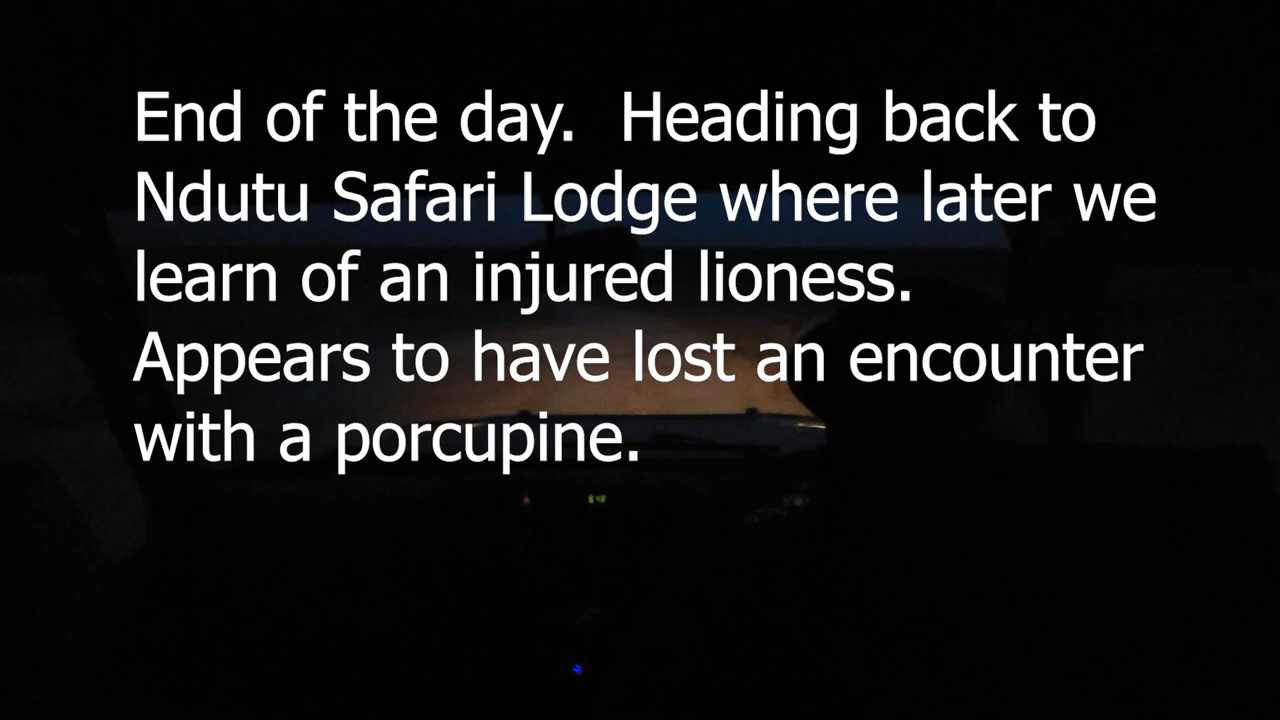 End of the day.  Heading back to
Ndutu Safari Lodge where later we
learn of an injured lioness.
Appears to have lost an encounter
with a porcupine.